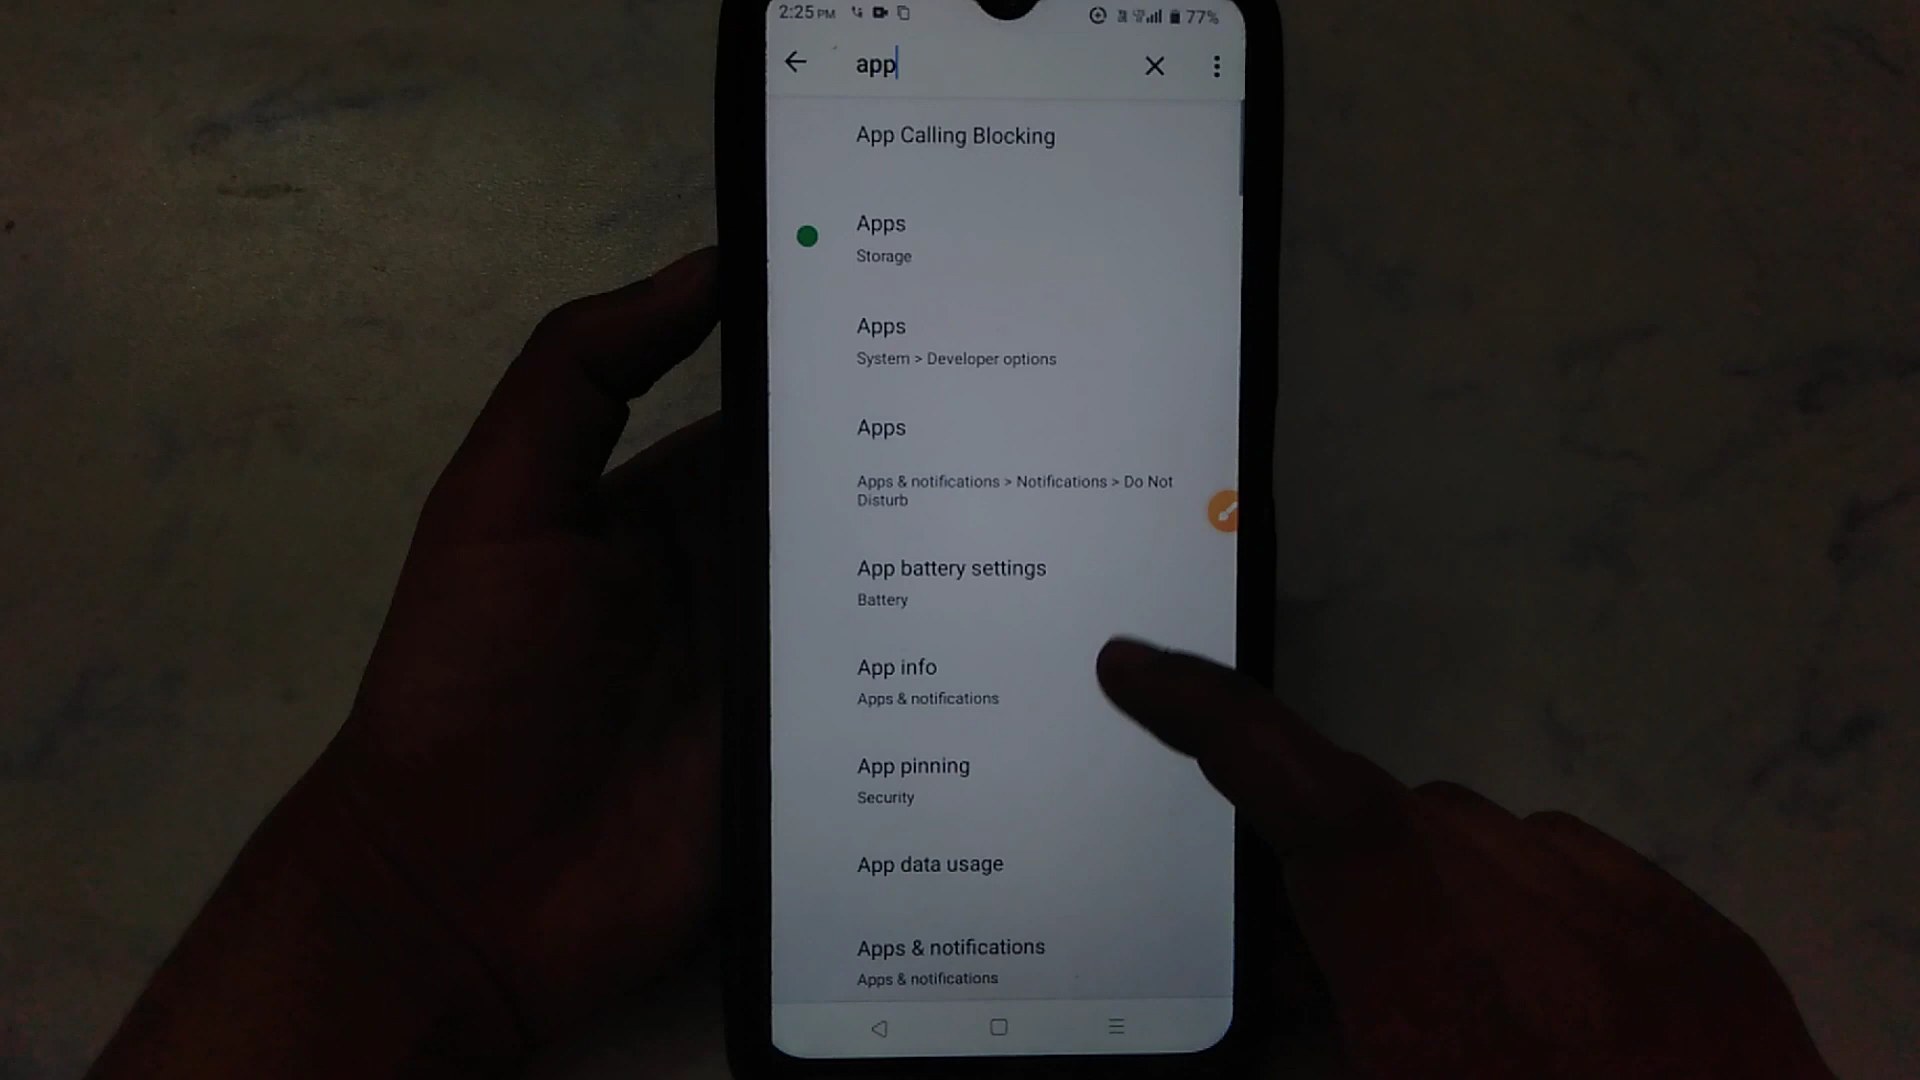 2:25 PM
77%
app
App Calling Blocking
Apps
Storage
Apps
System > Developer options
Apps
Apps & notifications > Notifications > Do Not
Disturb
App battery settings
Battery
App info
Apps & notifications
App pinning
Security
App data usage
Apps & notifications
Apps & notifications